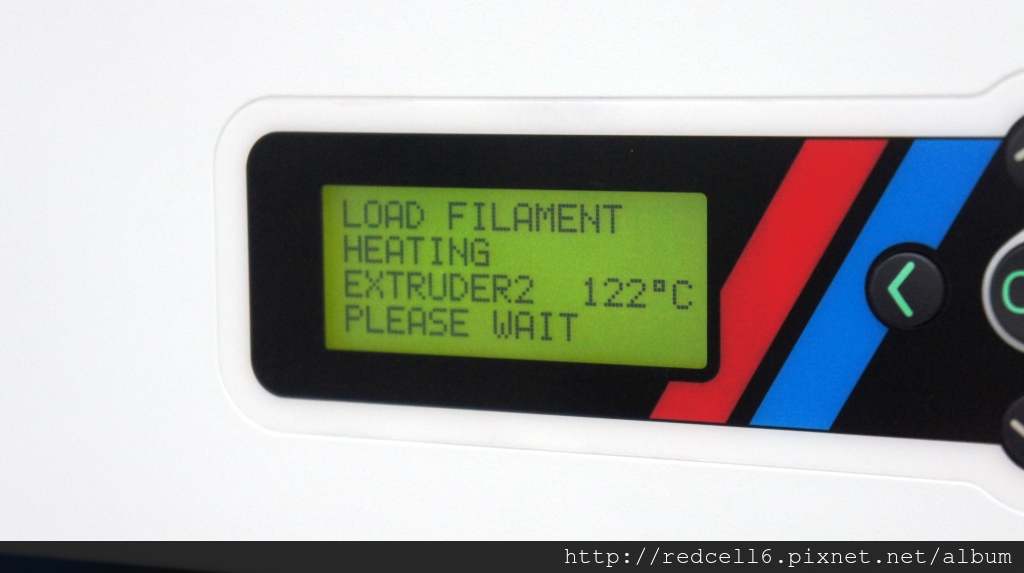 LOAD FILAMENT
HEATING
EXTRUDER2 122°C
PLEASE WAIT
http://redcell6.pixnet.net/album